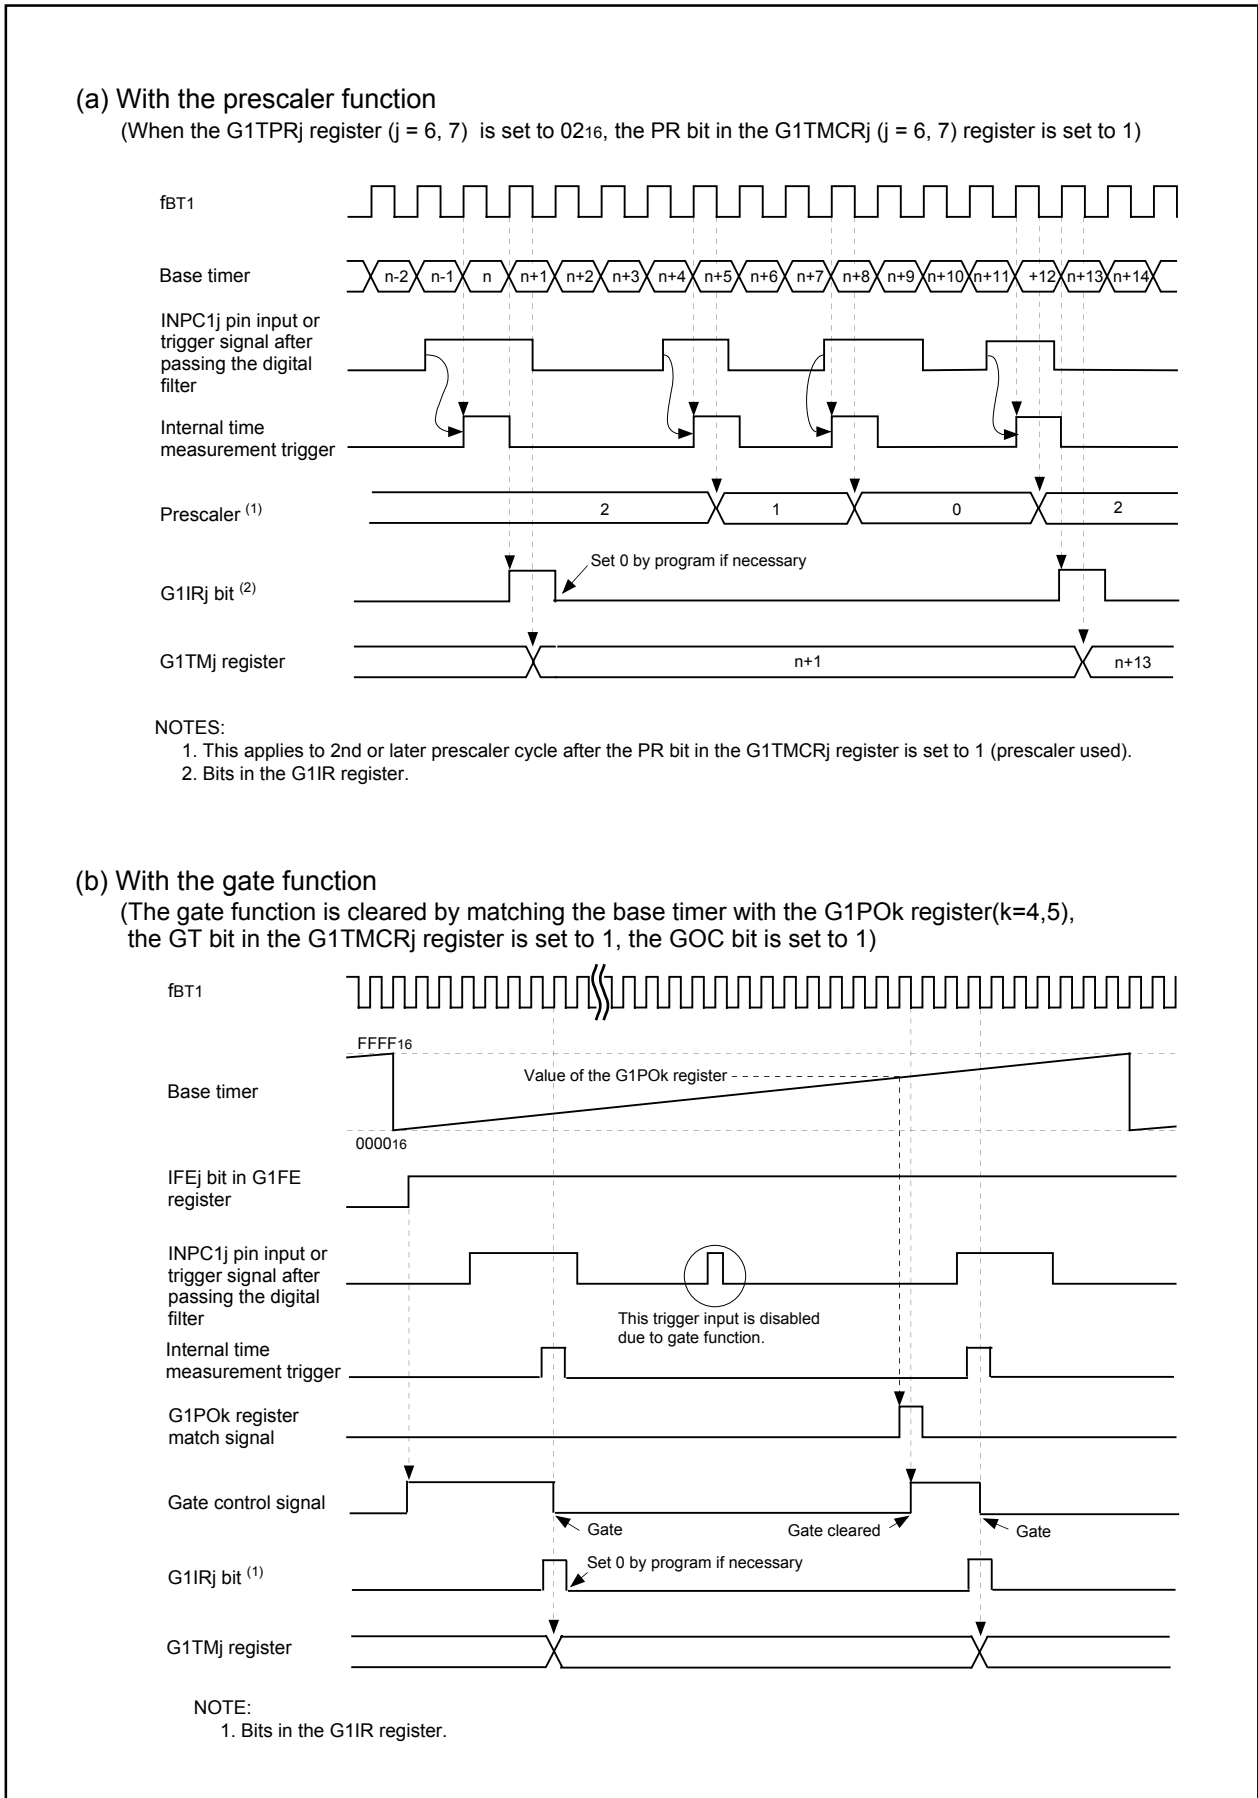 (a) With the prescaler function
(When the G1TPRj register (j = 6, 7) is set to 0216, the PR bit in the G1TMCRj (j = 6, 7) register is set to 1)
fBT1
Base timer
n-2 n-1 n n+1 n+2 n+3 n+4 n+5 n+6 n+7 n+8 n+9 n+10 n+11 +12 n+13 n+14
INPC1j pin input or
trigger signal after
passing the digital
filter
Internal time
measurement trigger
Prescaler (1)
2 1 0 2
Set 0 by program if necessary
G1IRj bit (2)
G1TMj register
n+1 n+13
NOTES:
1. This applies to 2nd or later prescaler cycle after the PR bit in the G1TMCRj register is set to 1 (prescaler used).
2. Bits in the G1IR register.
(b) With the gate function
(The gate function is cleared by matching the base timer with the G1POk register(k=4,5),
the GT bit in the G1TMCRj register is set to 1, the GOC bit is set to 1)
fBT1
FFFF16
Value of the G1POk register
Base timer
000016
IFEj bit in G1FE
register
INPC1j pin input or
trigger signal after
passing the digital
filter
This trigger input is disabled
due to gate function.
Internal time
measurement trigger
G1POk register
match signal
Gate control signal
Gate Gate cleared Gate
Set 0 by program if necessary
G1IRj bit (1)
G1TMj register
NOTE:
1. Bits in the G1IR register.